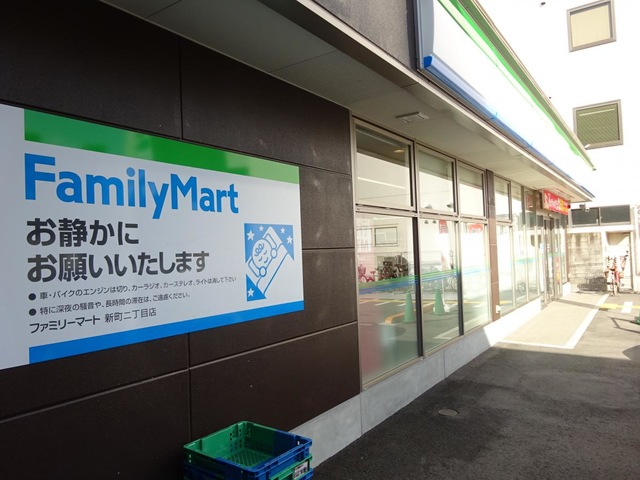 FamilyMart
お静かに
お願いいたします
● 車・バイクのエンジンは切り、カーラジオ、カーステレオ、ライトは消して下さい
● 特に深夜の騒音や、長時間の滞在は、ご遠慮ください。
ファミリーマート 新町二丁目店